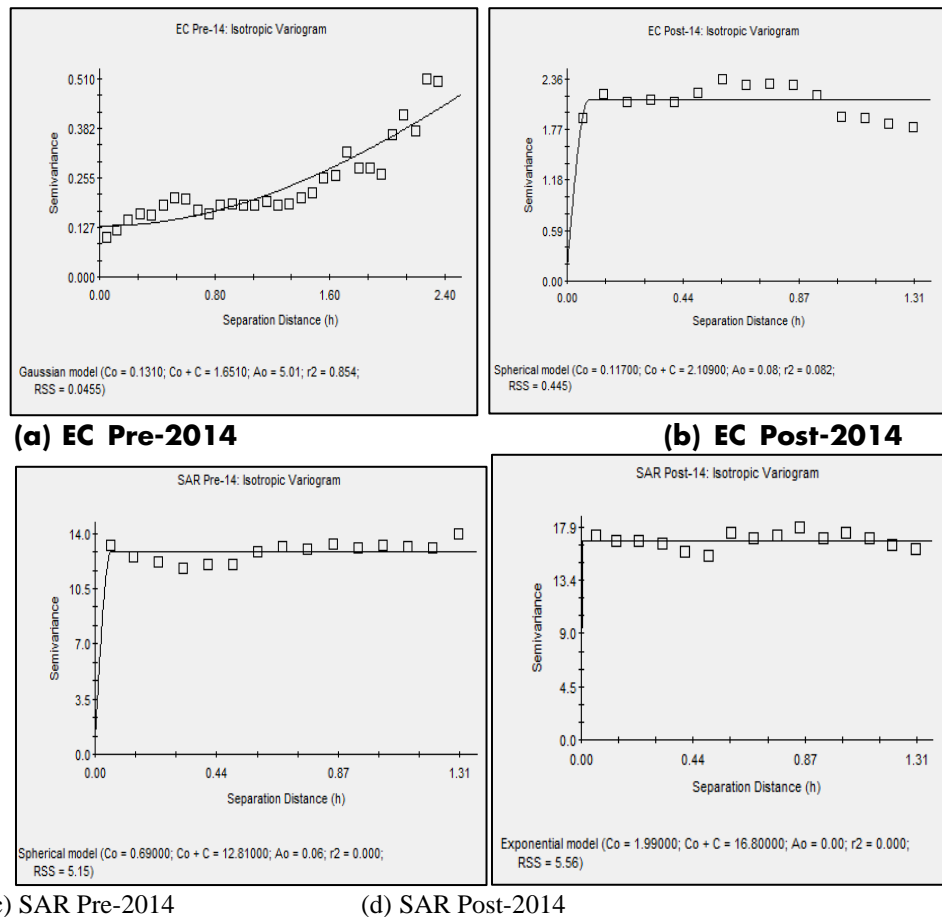 EC Pre-14: Isotropic Variogram
0.510
0.382
0.255
0.127
0.000
Semivariance
0.00 0.80 1.60 2.40
Separation Distance (h)
Gaussian model (Co = 0.1310; Co + C = 1.6510; Ao = 5.01; r2 = 0.854;
RSS = 0.0455)
EC Post-14: Isotropic Variogram
2.36
1.77
1.18
0.59
0.00
Semivariance
0.00 0.44 0.87 1.31
Separation Distance (h)
Spherical model (Co = 0.11700; Co + C = 2.10900; Ao = 0.08; r2 = 0.082;
RSS = 0.445)
(a) EC Pre-2014 (b) EC Post-2014
SAR Pre-14: Isotropic Variogram
14.0
10.5
7.0
3.5
0.0
Semivariance
0.00 0.44 0.87 1.31
Separation Distance (h)
Spherical model (Co = 0.69000; Co + C = 12.81000; Ao = 0.06; r2 = 0.000;
RSS = 5.15)
SAR Post-14: Isotropic Variogram
17.9
13.4
9.0
4.5
0.0
Semivariance
0.00 0.44 0.87 1.31
Separation Distance (h)
Exponential model (Co = 1.99000; Co + C = 16.80000; Ao = 0.00; r2 = 0.000;
RSS = 5.56)
) SAR Pre-2014 (d) SAR Post-2014